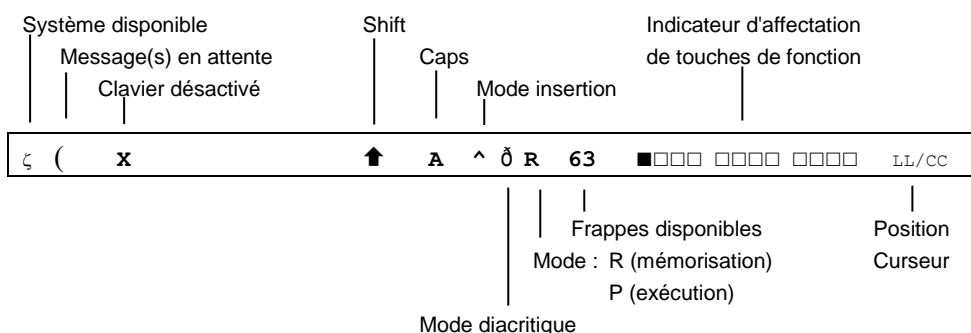 Système disponible
Shift
Indicateur d'affectation
Message(s) en attente
Caps
de touches de fonction
Clavier désactivé
Mode insertion
ζ ( X ⬆ A ^ ð R 63 ■□□□ □□□□ □□□□ LL/CC
Frappes disponibles
Position
Mode : R (mémorisation)
Curseur
P (exécution)
Mode diacritique